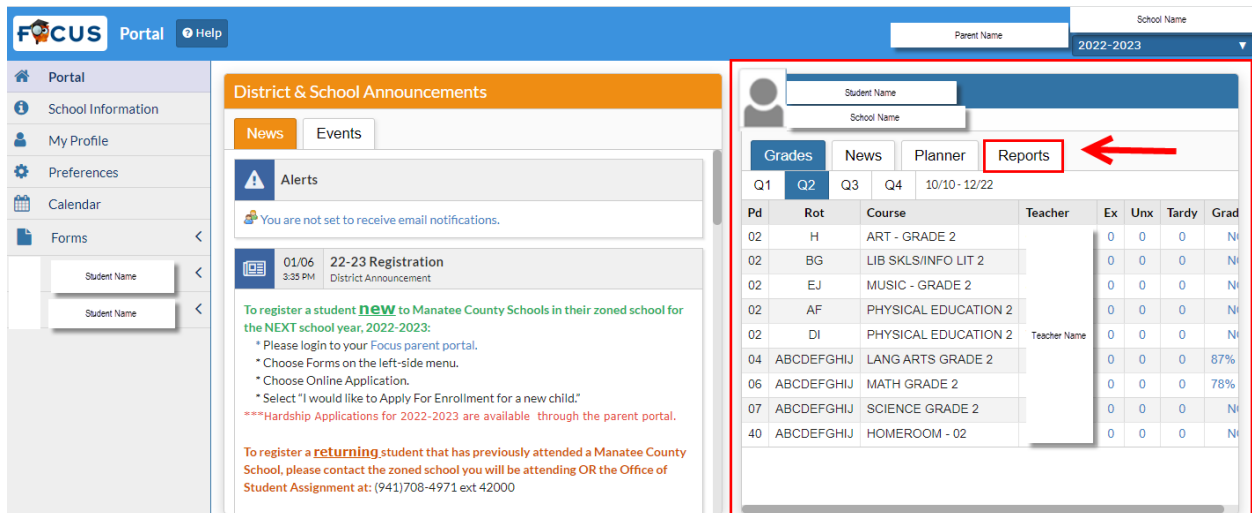 FOCUS Portal Help
Parent Name
School Name
2022-2023
Portal
School Information
My Profile
Preferences
Calendar
Forms
Student Name
Student Name
District & School Announcements
News Events
Alerts
You are not set to receive email notifications.
01/06 22-23 Registration
3:35 PM District Announcement
To register a student new to Manatee County Schools in their zoned school for
the NEXT school year, 2022-2023:
* Please login to your Focus parent portal.
* Choose Forms on the left-side menu.
* Choose Online Application.
* Select "I would like to Apply For Enrollment for a new child."
***Hardship Applications for 2022-2023 are available through the parent portal.
To register a returning student that has previously attended a Manatee County
School, please contact the zoned school you will be attending OR the Office of
Student Assignment at: (941)708-4971 ext 42000
Student Name
School Name
Grades News Planner Reports
Q1 Q2 Q3 Q4 10/10 - 12/22
Pd Rot Course Teacher Ex Unx Tardy Grad
02 H ART - GRADE 2 0 0 0
02 BG LIB SKLS/INFO LIT 2 0 0 0
02 EJ MUSIC - GRADE 2 0 0 0
02 AF PHYSICAL EDUCATION 2 0 0 0
02 DI PHYSICAL EDUCATION 2 Teacher Name 0 0 0
04 ABCDEFGHIJ LANG ARTS GRADE 2 0 0 0 87%
06 ABCDEFGHIJ MATH GRADE 2 0 0 0 78%
07 ABCDEFGHIJ SCIENCE GRADE 2 0 0 0
40 ABCDEFGHIJ HOMEROOM - 02 0 0 0